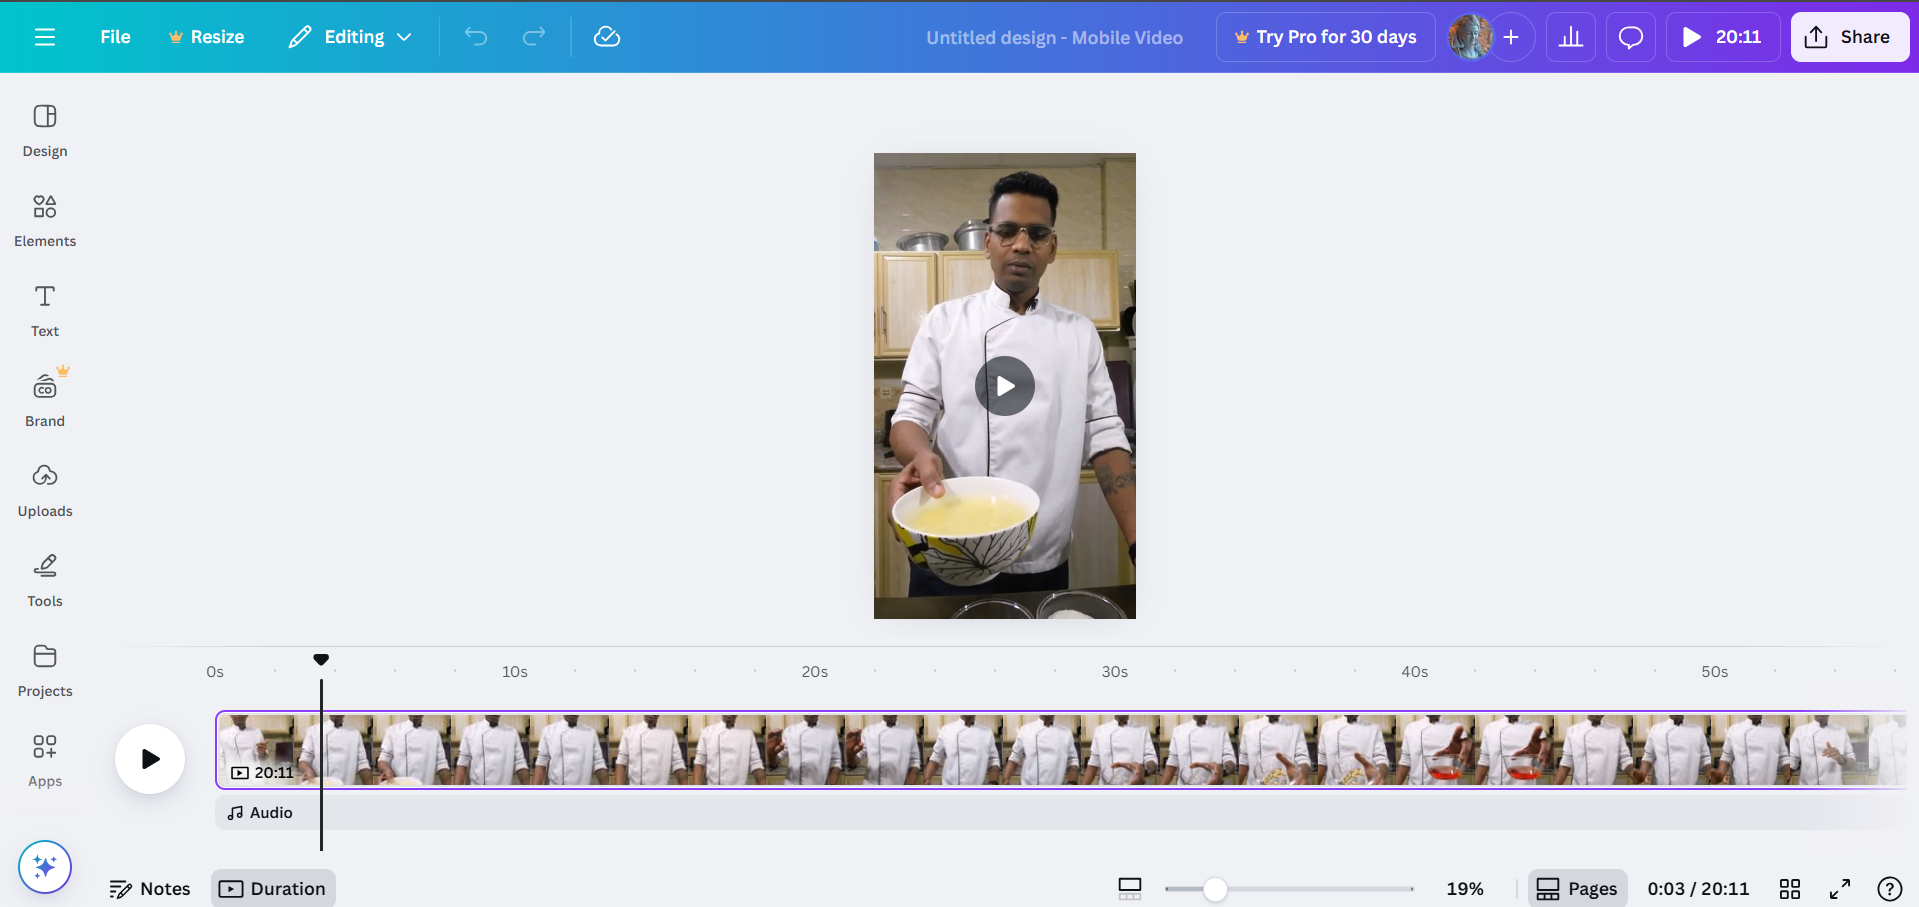 File Resize Editing Untitled design - Mobile Video Try Pro for 30 days 20:11 Share
Design
Elements
Text
CO
Brand
Uploads
Tools
Projects
Apps
0s 10s 20s 30s 40s 50s
20:11
Audio
Notes Duration 19% Pages 0:03 / 20:11 ?